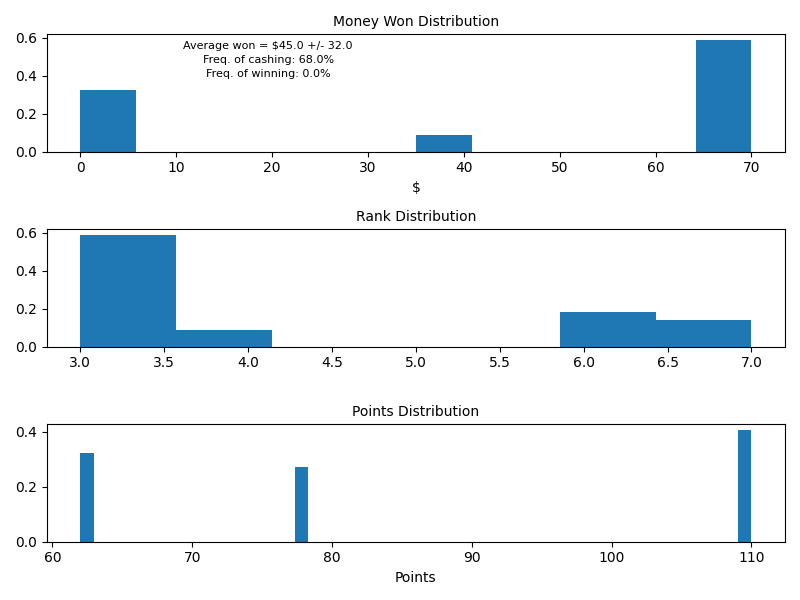 Money Won Distribution
0.6
0.4
0.2
0.0
Average won = $45.0 +/- 32.0
Freq. of cashing: 68.0%
Freq. of winning: 0.0%
0 10 20 30 40 50 60 70
$
Rank Distribution
0.6
0.4
0.2
0.0
3.0 3.5 4.0 4.5 5.0 5.5 6.0 6.5 7.0
Points Distribution
0.4
0.2
0.0
60 70 80 90 100 110
Points